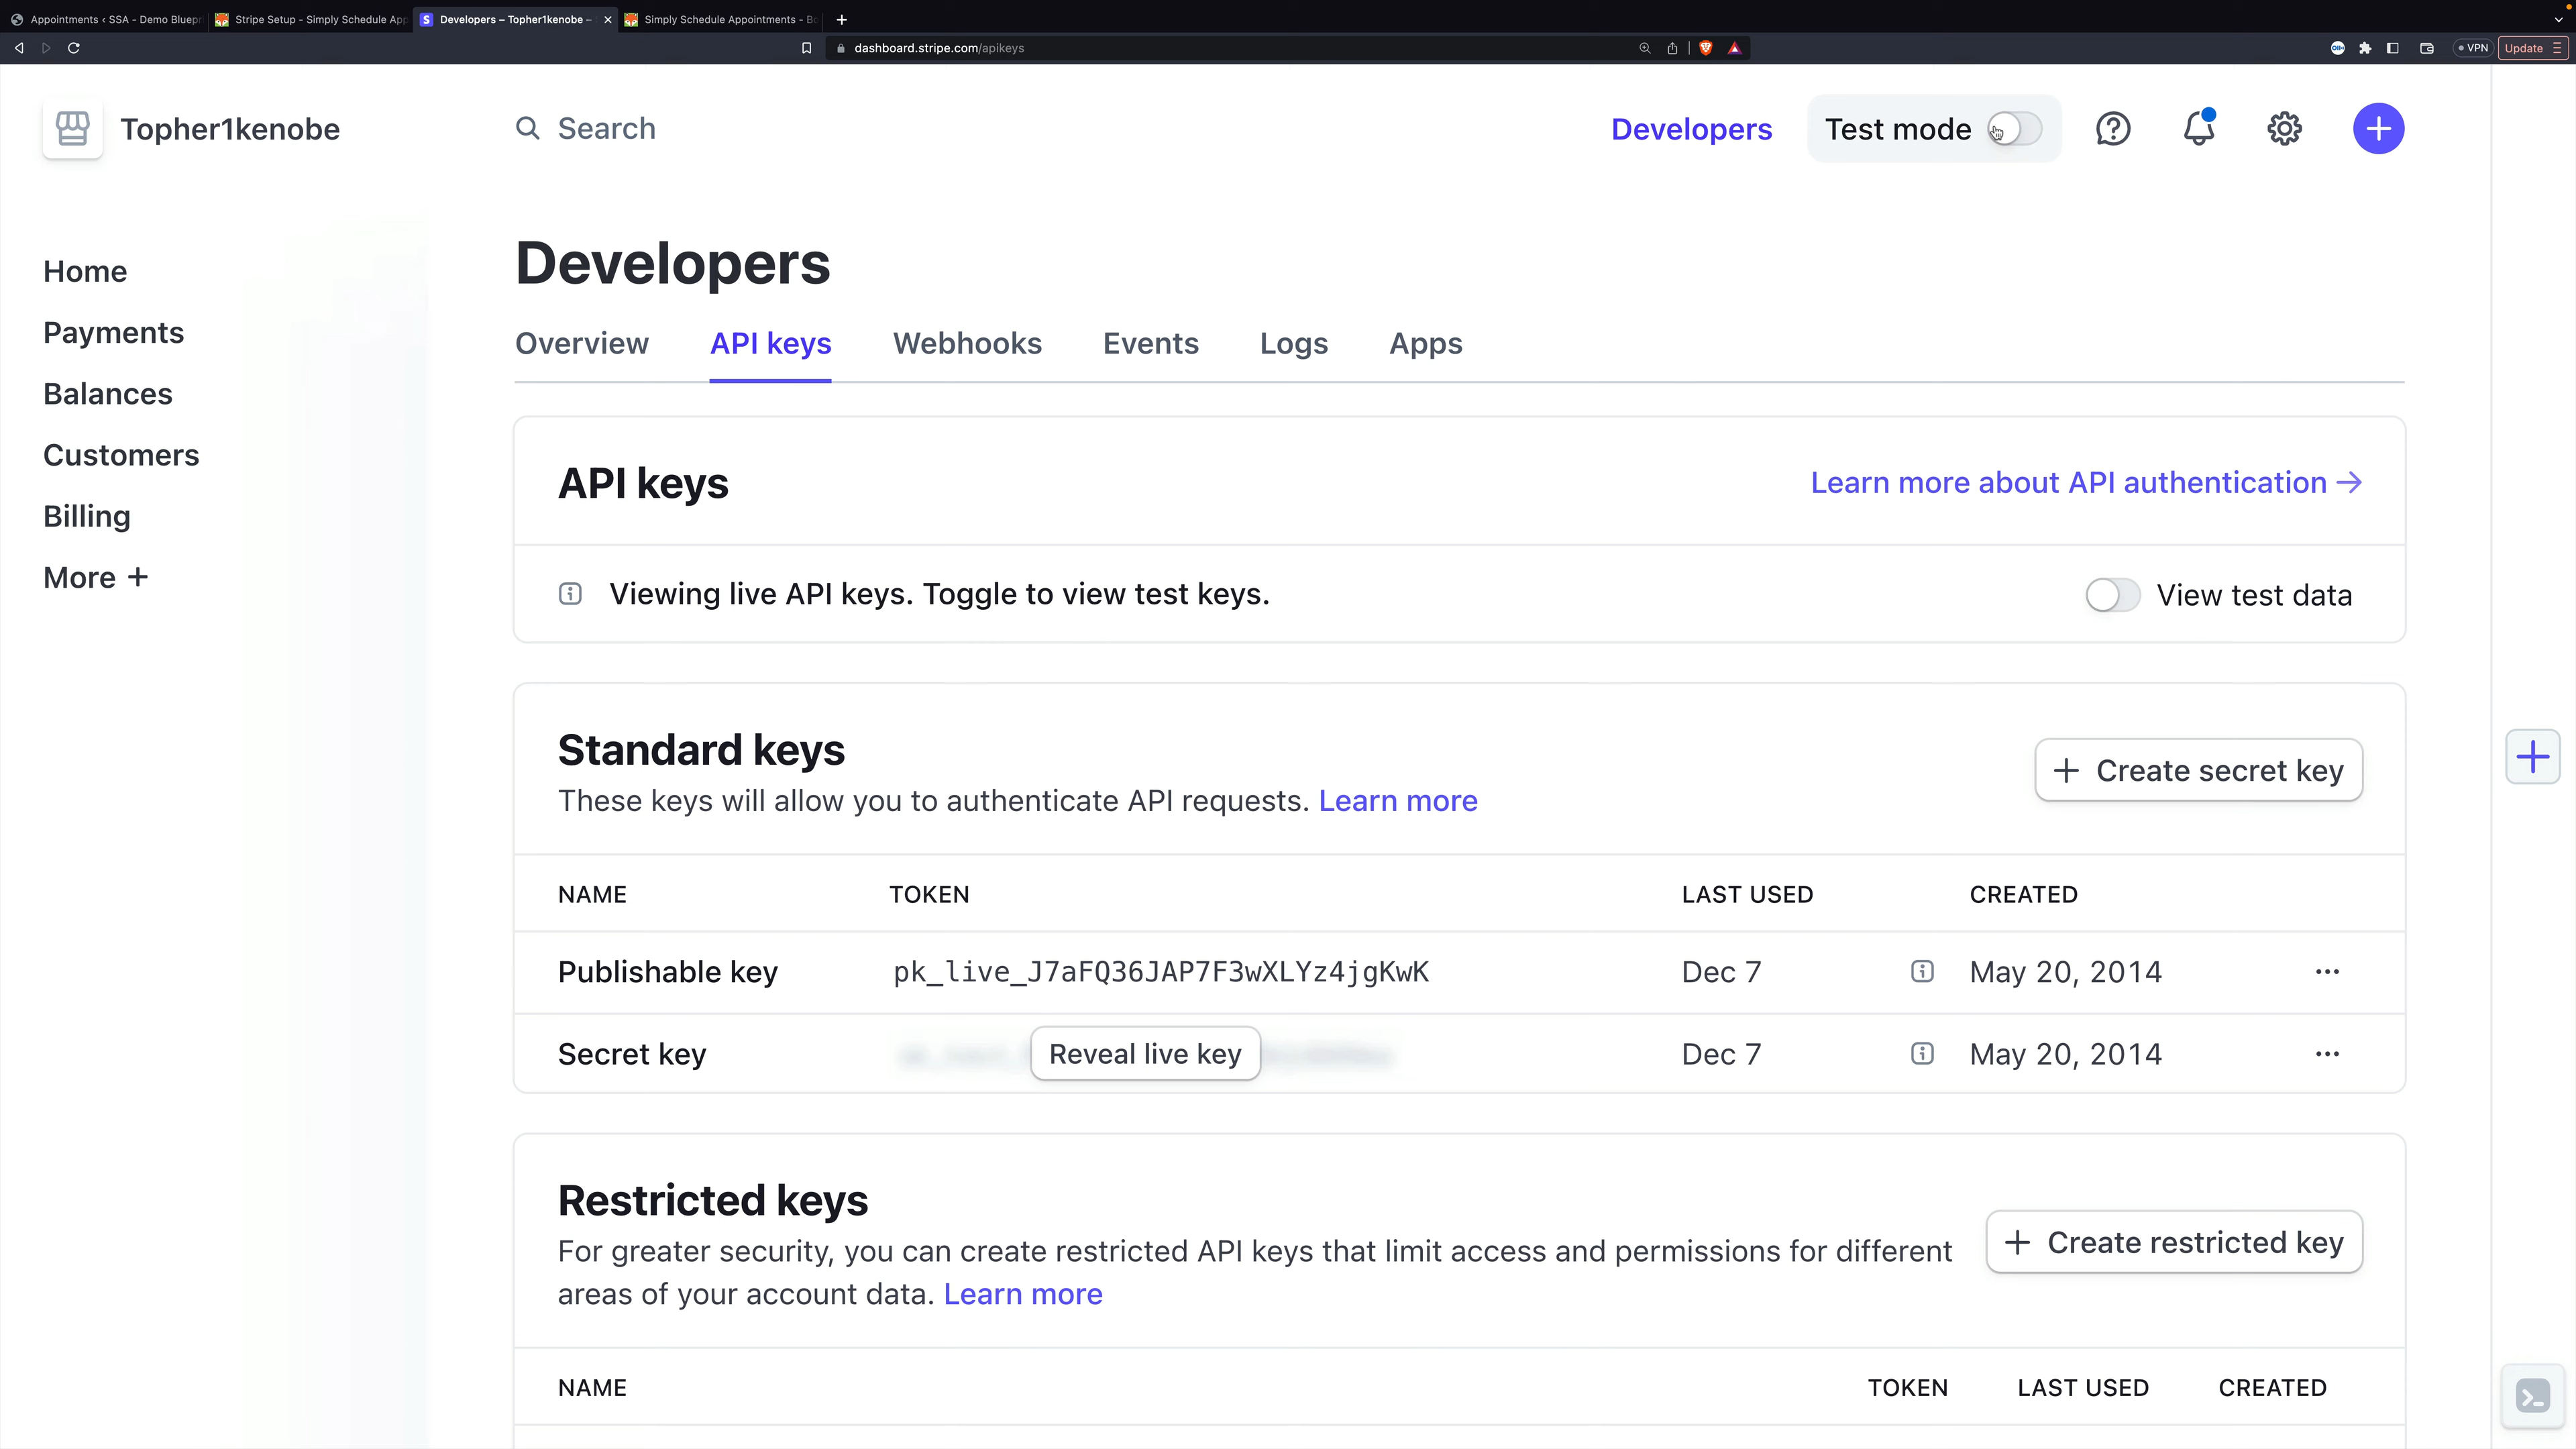 Appointments ‹ SSA - Demo Bluepr
Stripe Setup - Simply Schedule App
Developers – Topher1kenobe –
Simply Schedule Appointments - Bo
dashboard.stripe.com/apikeys
VPN
Update
Topher1kenobe
Search
Developers
Test mode
Home
Payments
Balances
Customers
Billing
More +
Developers
Overview
API keys
Webhooks
Events
Logs
Apps
API keys
Learn more about API authentication →
Viewing live API keys. Toggle to view test keys.
View test data
Standard keys
These keys will allow you to authenticate API requests. Learn more
+ Create secret key
NAME TOKEN LAST USED CREATED
Publishable key pk_live_J7aFQ36JAP7F3wXLYz4jgKwK Dec 7 May 20, 2014 ...
Secret key Reveal live key Dec 7 May 20, 2014 ...
Restricted keys
For greater security, you can create restricted API keys that limit access and permissions for different
areas of your account data. Learn more
+ Create restricted key
NAME TOKEN LAST USED CREATED